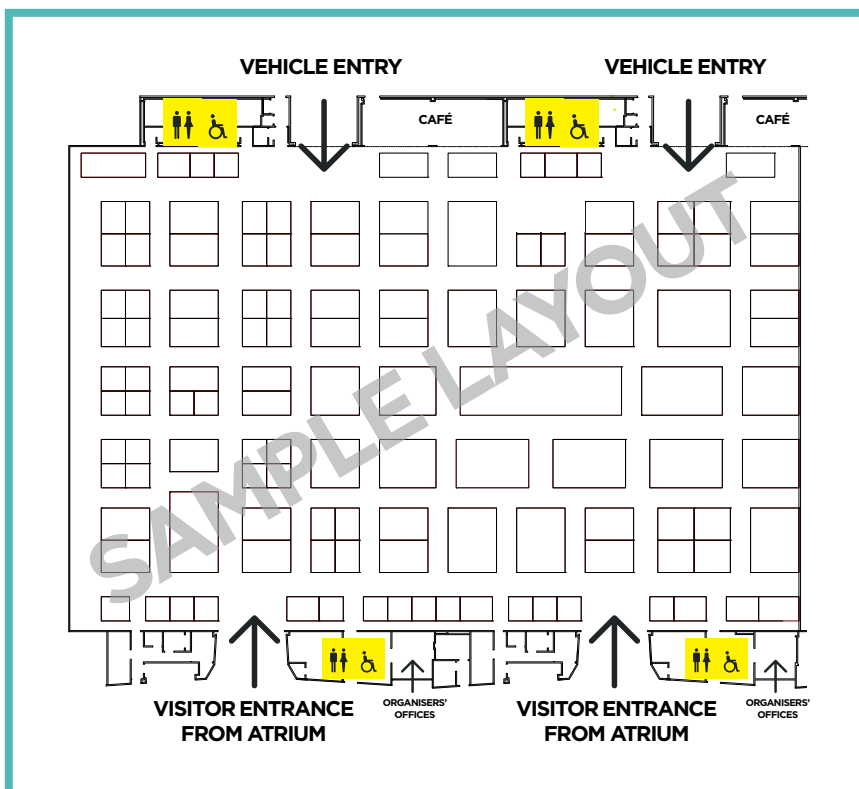 VEHICLE ENTRY
VEHICLE ENTRY
CAFÉ
CAFÉ
SAMPLE LAYOUT
VISITOR ENTRANCE
FROM ATRIUM
ORGANISERS'
OFFICES
VISITOR ENTRANCE
FROM ATRIUM
ORGANISERS'
OFFICES